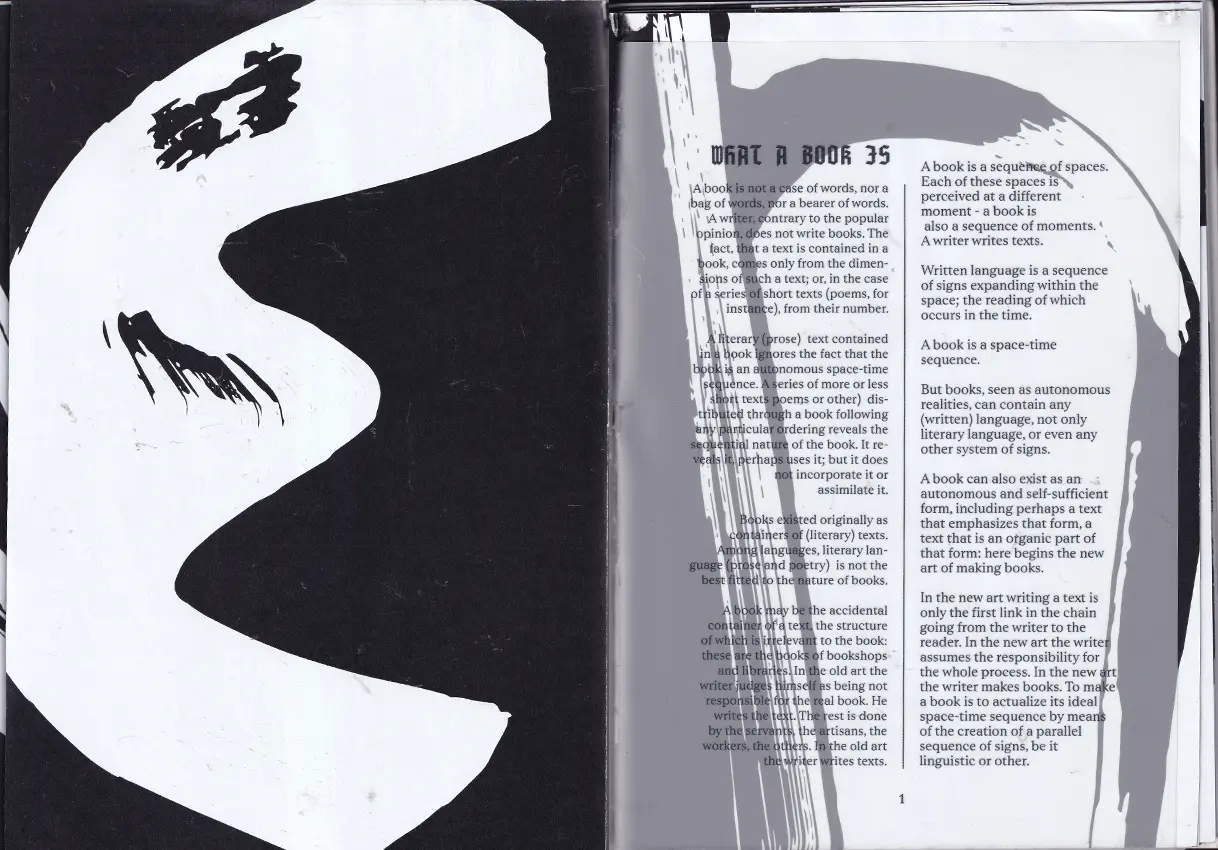 WHAT A BOOK IS
A book is not a case of words, nor a
bag of words, nor a bearer of words.
A writer, contrary to the popular
opinion, does not write books. The
fact, that a text is contained in a
book, comes only from the dimen-
sions of such a text; or, in the case
of a series of short texts (poems, for
instance), from their number.
A literary (prose) text contained
in a book ignores the fact that the
book is an autonomous space-time
sequence. A series of more or less
short texts poems or other) dis-
tributed through a book following
any particular ordering reveals the
sequential nature of the book. It re-
veals it, perhaps uses it; but it does
not incorporate it or
assimilate it.
Books existed originally as
containers of (literary) texts.
Among languages, literary lan-
guage (prose and poetry) is not the
best fitted to the nature of books.
A book may be the accidental
container of a text, the structure
of which is irrelevant to the book:
these are the books of bookshops
and libraries. In the old art the
writer judges himself as being not
responsible for the real book. He
writes the text. The rest is done
by the servants, the artisans, the
workers, the others. In the old art
the writer writes texts.
A book is a sequence of spaces.
Each of these spaces is
perceived at a different
moment - a book is
also a sequence of moments.
A writer writes texts.
Written language is a sequence
of signs expanding within the
space; the reading of which
occurs in the time.
A book is a space-time
sequence.
But books, seen as autonomous
realities, can contain any
(written) language, not only
literary language, or even any
other system of signs.
A book can also exist as an
autonomous and self-sufficient
form, including perhaps a text
that emphasizes that form, a
text that is an organic part of
that form: here begins the new
art of making books.
In the new art writing a text is
only the first link in the chain
going from the writer to the
reader. In the new art the writer
assumes the responsibility for
the whole process. In the new art
the writer makes books. To make
a book is to actualize its ideal
space-time sequence by means
of the creation of a parallel
sequence of signs, be it
linguistic or other.
1